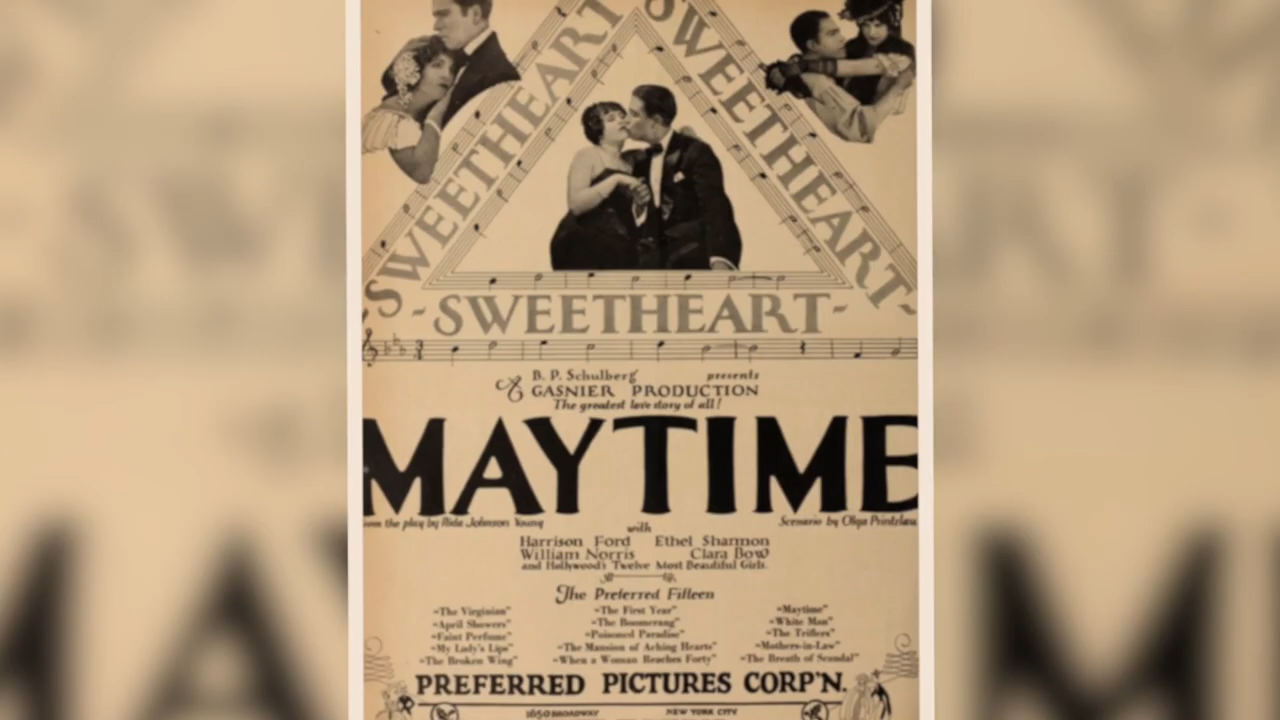 SWEETHEART
SWEETHEART-
-SWEETHEART-
B. P. Schulberg presents
A GASNIER PRODUCTION
The greatest love story of all!
MAYTIME
the play by Rida Johnson Young
Scenario by Olga Printzlau
with
Harrison Ford Ethel Shannon
William Norris Clara Bow
and Hollywood's Twelve Most Beautiful Girls.
The Preferred Fifteen
"The Virginian" "The First Year" "Maytime"
"April Showers" "The Boomerang" "White Man"
"Faint Perfume" "Poisoned Paradise" "The Triflers"
"My Lady's Lips" "The Mansion of Aching Hearts" "Mothers-in-Law"
"The Broken Wing" "When a Woman Reaches Forty" "The Breath of Scandal"
PREFERRED PICTURES CORP'N.
1650 BROADWAY NEW YORK CITY